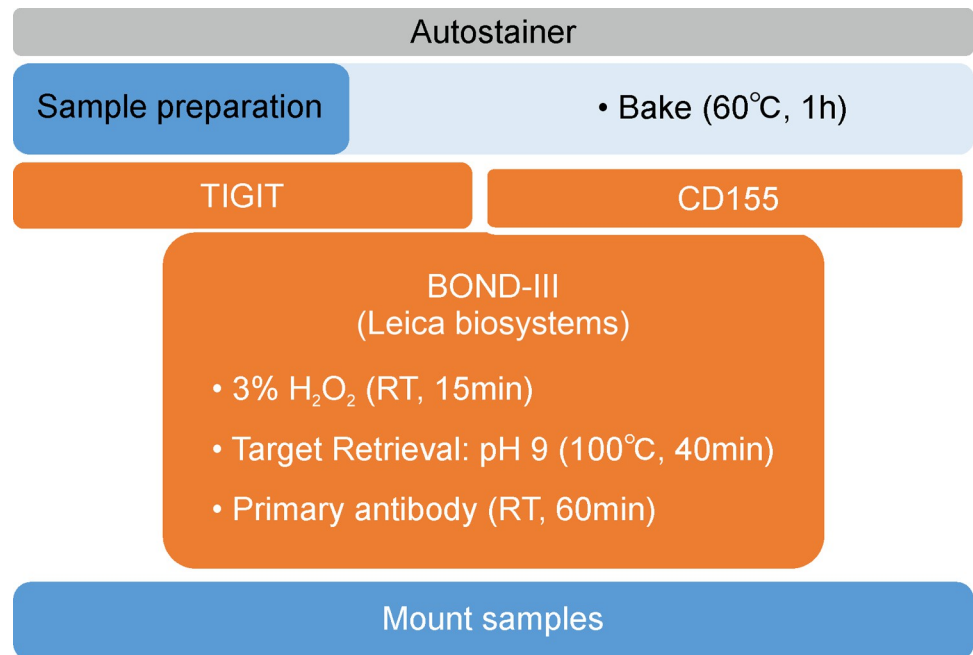 Autostainer
Sample preparation
• Bake (60℃, 1h)
TIGIT
CD155
BOND-III
(Leica biosystems)
• 3% H₂O₂ (RT, 15min)
• Target Retrieval: pH 9 (100℃, 40min)
• Primary antibody (RT, 60min)
Mount samples